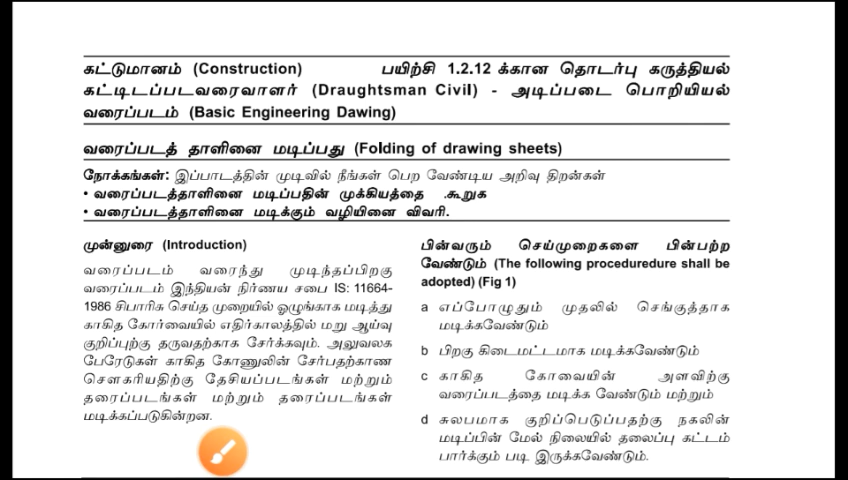 கட்டுமானம் (Construction) பயிற்சி 1.2.12 க்கான தொடர்பு கருத்தியல்
கட்டிடப்படவரைவாளர் (Draughtsman Civil) - அடிப்படை பொறியியல்
வரைப்படம் (Basic Engineering Dawing)
வரைப்படத் தாளினை மடிப்பது (Folding of drawing sheets)
நோக்கங்கள்: இப்பாடத்தின் முடிவில் நீங்கள் பெற வேண்டிய அறிவு திறன்கள்
• வரைப்படத்தாளினை மடிப்பதின் முக்கியத்தை .கூறுக
• வரைப்படத்தாளினை மடிக்கும் வழியினை விவரி.
முன்னுரை (Introduction)
வரைப்படம் வரைந்து முடிந்தப்பிறகு
வரைப்படம் இந்தியன் நிர்ணய சபை IS: 11664-
1986 சிபாரிசு செய்த முறையில் ஒழுங்காக மடித்து
காகித கோர்வையில் எதிர்காலத்தில் மறு ஆய்வு
குறிப்புற்கு தருவதற்காக சேர்க்கவும். அலுவலக
பேரேடுகள் காகித கோணுலின் சேர்பதற்காண
சௌகரியதிற்கு தேசியப்படங்கள் மற்றும்
தரைப்படங்கள் மற்றும் தரைப்படங்கள்
மடிக்கப்படுகின்றன.
பின்வரும் செய்முறைகளை பின்பற்ற
வேண்டும் (The following proceduredure shall be
adopted) (Fig 1)
a எப்போழுதும் முதலில் செங்குத்தாக
மடிக்கவேண்டும்
b பிறகு கிடைமட்டமாக மடிக்கவேண்டும்
c காகித கோவையின் அளவிற்கு
வரைப்படத்தை மடிக்க வேண்டும் மற்றும்
d சுலபமாக குறிப்பெடுப்பதற்கு நகலின்
மடிப்பின் மேல் நிலையில் தலைப்பு கட்டம்
பார்க்கும் படி இருக்கவேண்டும்.